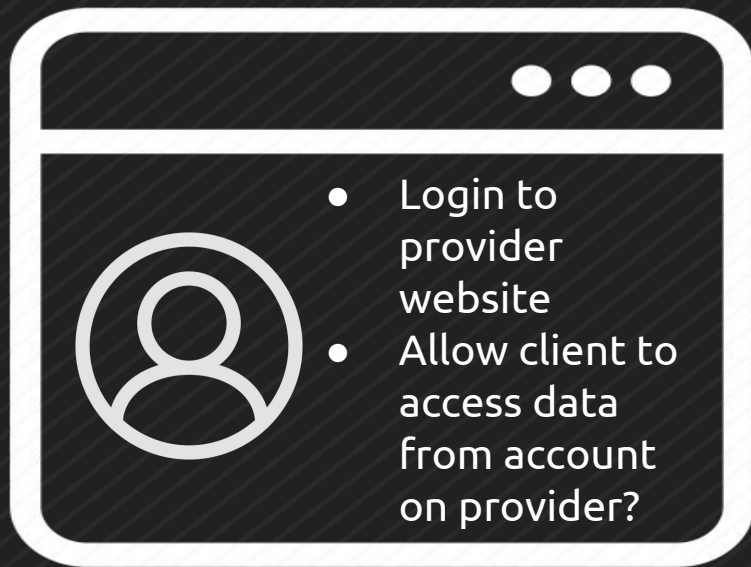 ● Login to
provider
website
● Allow client to
access data
from account
on provider?